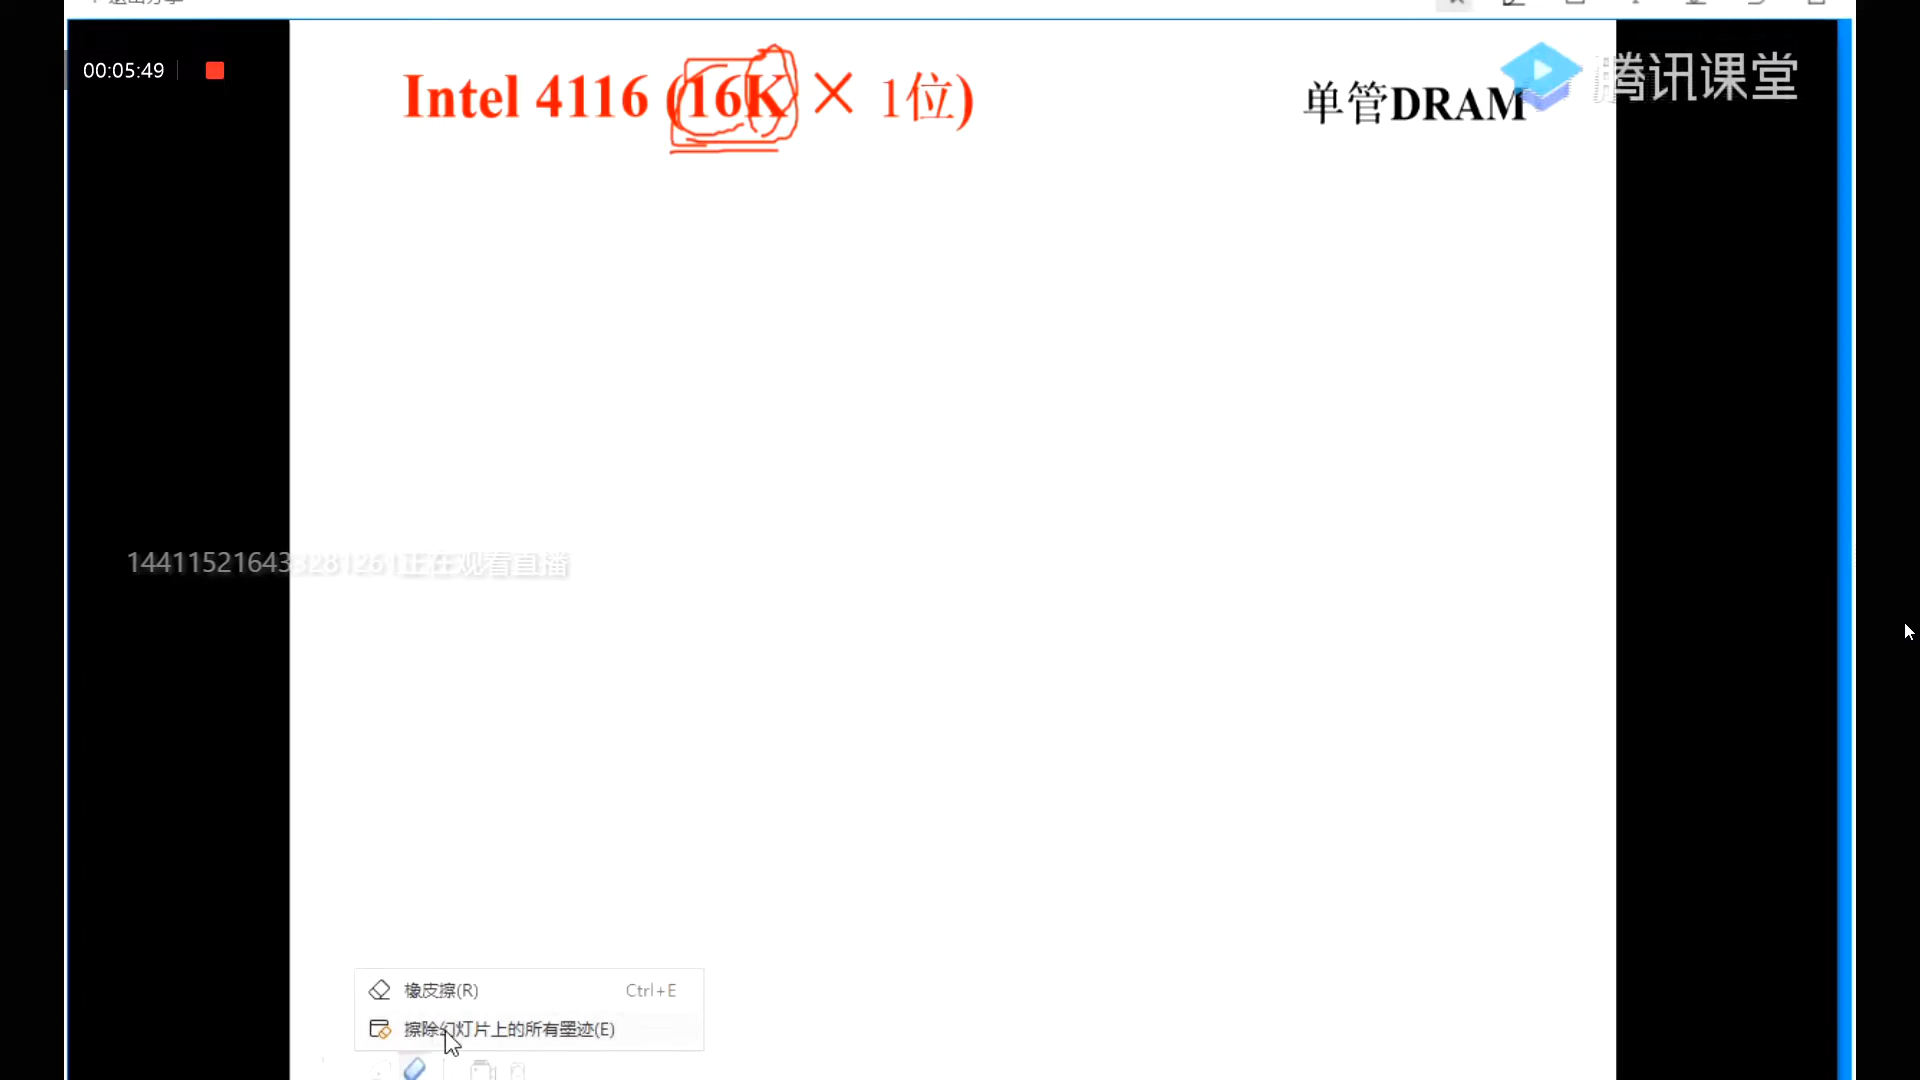 00:05:49
Intel 4116 (16K × 1位)
单管DRAM
腾讯课堂
144115216433281261正在观看直播
橡皮擦(R) Ctrl+E
擦除幻灯片上的所有墨迹(E)